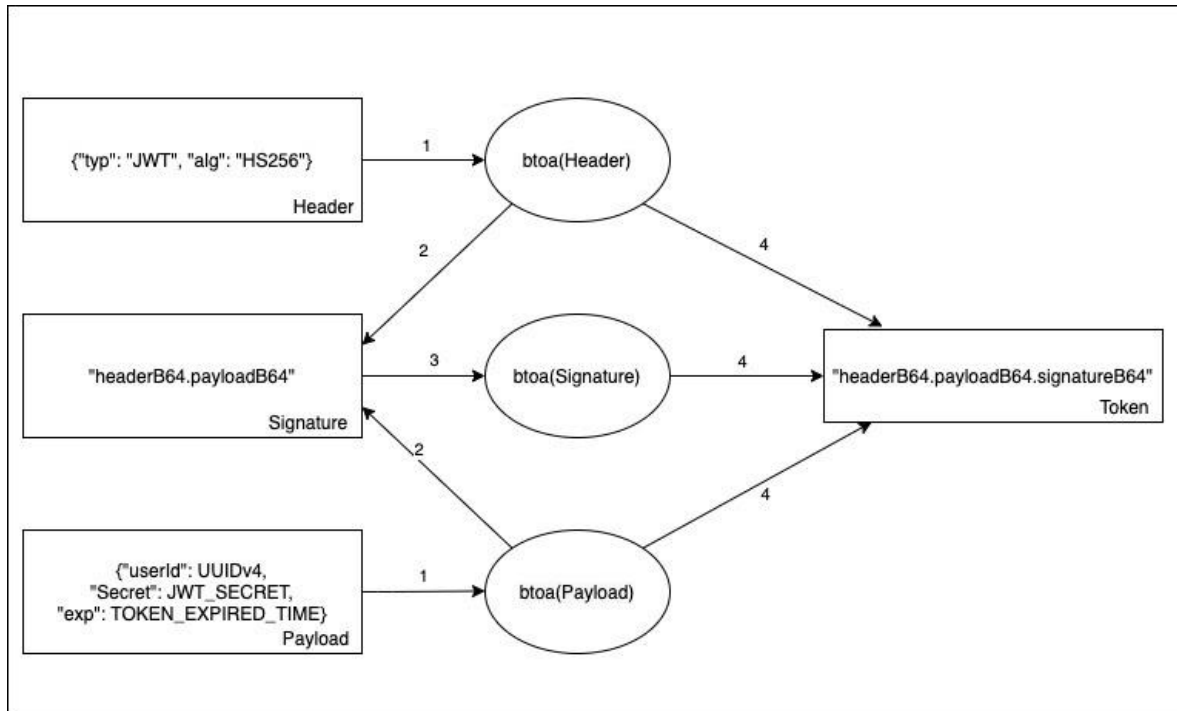 {"typ": "JWT", "alg": "HS256"}
Header
1
btoa(Header)
2
4
"headerB64.payloadB64"
Signature
3
btoa(Signature)
4
"headerB64.payloadB64.signatureB64"
Token
2
4
{"userId": UUIDv4,
"Secret": JWT_SECRET,
"exp": TOKEN_EXPIRED_TIME}
Payload
1
btoa(Payload)